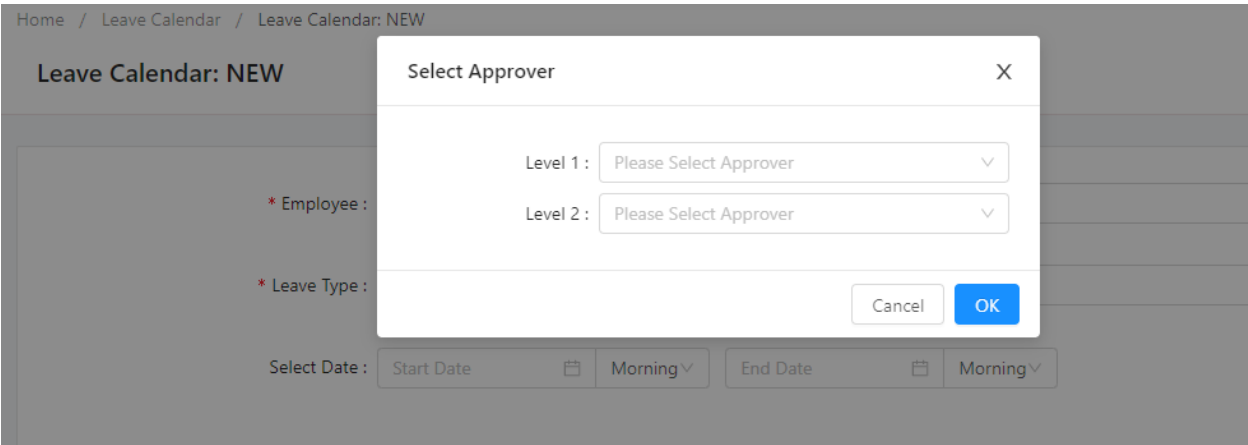 Home / Leave Calendar / Leave Calendar: NEW
Leave Calendar: NEW
Select Approver
X
Level 1 : Please Select Approver
* Employee :
Level 2 : Please Select Approver
* Leave Type :
Cancel OK
Select Date : Start Date Morning End Date Morning